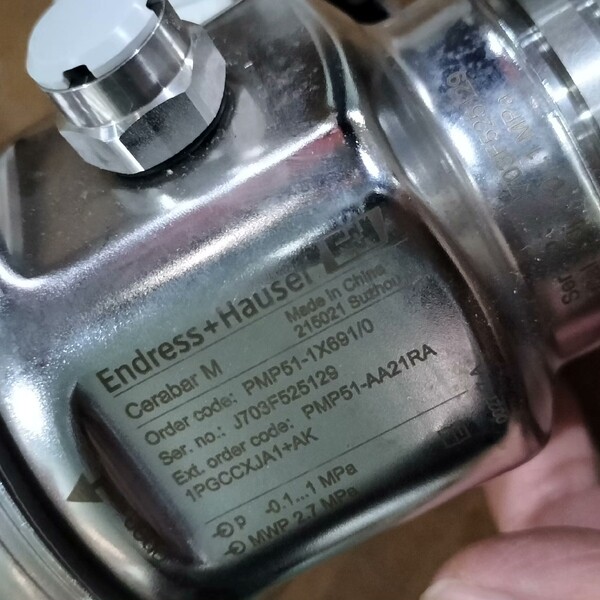 Endress+Hauser EH
Made in China
215021 Suzhou
Cerabar M
Order code: PMP51-1X691/0
Ser. no.: J703F525129
Ext. order code: PMP51-AA21RA
1PGCCXJA1+AK
p -0.1...1 MPa
MWP 2.7 MPa